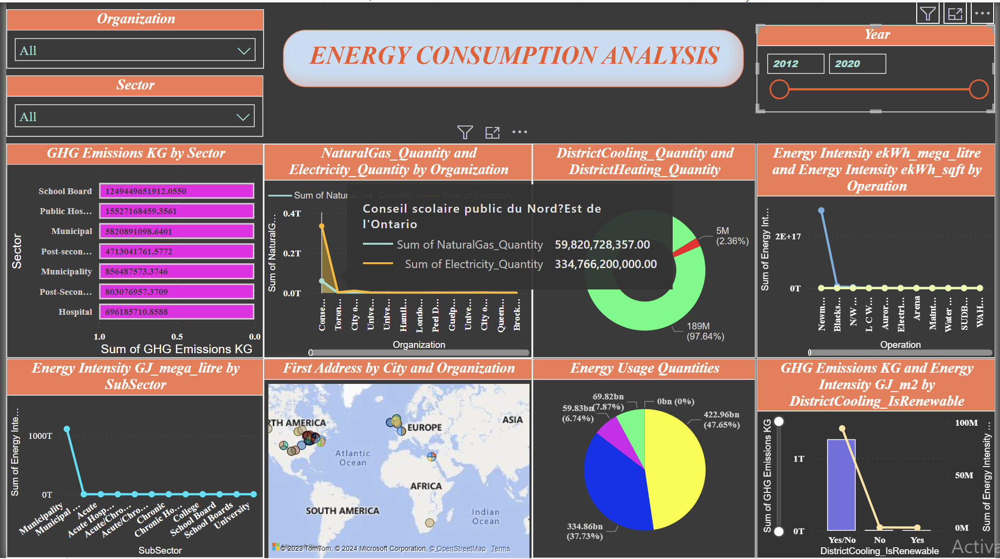 Organization
All
Sector
All
ENERGY CONSUMPTION ANALYSIS
Year
2012
2020
GHG Emissions KG by Sector
Sector
School Board
1249449651912.0550
Public Hos...
15527168459.3561
Municipal
5820891098.6401
Post-secon...
4713041761.5772
Municipality
856487573.3746
Post-Secon...
803076957.3709
Hospital
696185710.8588
1.0
0.5
0.0
Sum of GHG Emissions KG
NaturalGas_Quantity and
Electricity_Quantity by Organization
Sum of NaturalGas_Quantity
Sum of Electricity...
Sum of NaturalG...
0.4T
0.2T
0.0T
Conseil scolaire public du Nord?Est de
l'Ontario
Sum of NaturalGas_Quantity 59,820,728,357.00
Sum of Electricity_Quantity 334,766,200,000.00
Conse...
Toron...
City o...
Unive...
Unive...
Hamil...
Londo...
Peel D...
Guelp...
Unive...
City o...
Queen...
Brock...
Organization
DistrictCooling_Quantity and
DistrictHeating_Quantity
5M
(2.36%)
189M
(97.64%)
Energy Intensity ekWh_mega_litre
and Energy Intensity ekWh_sqft by
Operation
Sum of Energy Int...
2E+17
0T
Newm...
Blacks...
N/W ...
L C W...
Auror...
Electri...
Arena
Maint...
Water ...
SUDB...
WAH...
Operation
Energy Intensity GJ_mega_litre by
SubSector
Sum of Energy Inte...
1000T
0T
Municipality
Municipal ...
Acute
Acute Hosp...
Acute/Chro...
Acute/Chro...
Chronic
Chronic Ho...
College
School Board
School Boards
University
SubSector
First Address by City and Organization
RTH AMERICA
EUROPE
ASIA
Atlantic
Ocean
AFRICA
SOUTH AMERICA
Indian
Ocean
© 2023 TomTom, © 2024 Microsoft Corporation, © OpenStreetMap Terms
Energy Usage Quantities
69.82bn
(7.87%)
0bn (0%)
59.83bn
(6.74%)
422.96bn
(47.65%)
334.86bn
(37.73%)
GHG Emissions KG and Energy
Intensity GJ_m2 by
DistrictCooling_IsRenewable
Sum of GHG Emissions KG
1T
0T
100M
50M
0M
Sum of Energy Intensity ...
Yes/No
No
Yes
DistrictCooling_IsRenewable
Activa